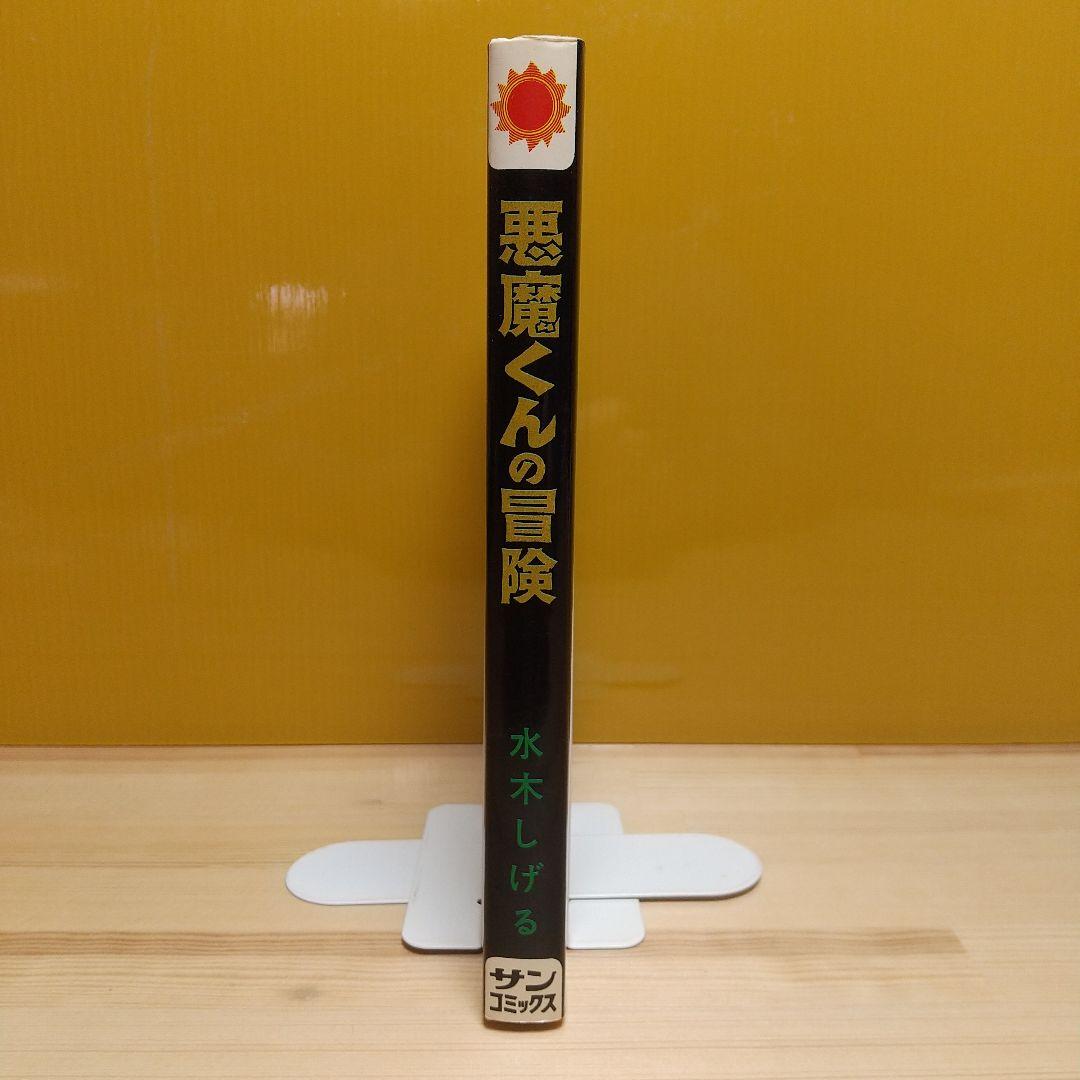 悪魔くんの冒険
水木しげる
サン
コミックス